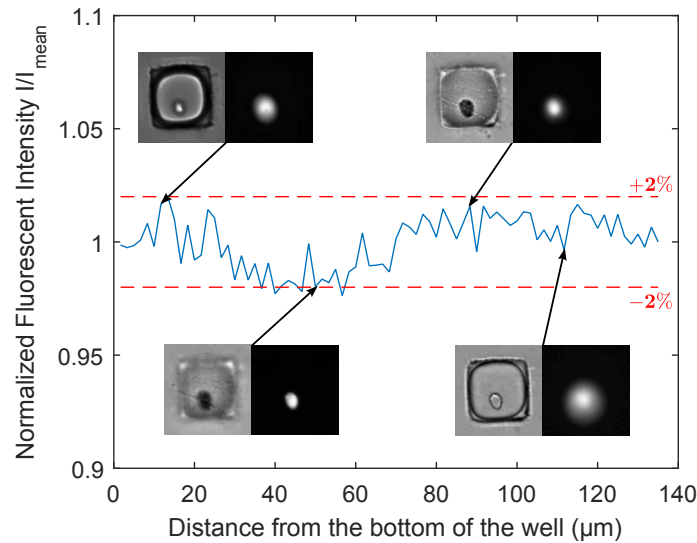 1.1
1.05
1
0.95
0.9
Normalized Fluorescent Intensity I/I_mean
+2%
−2%
0 20 40 60 80 100 120 140
Distance from the bottom of the well (μm)